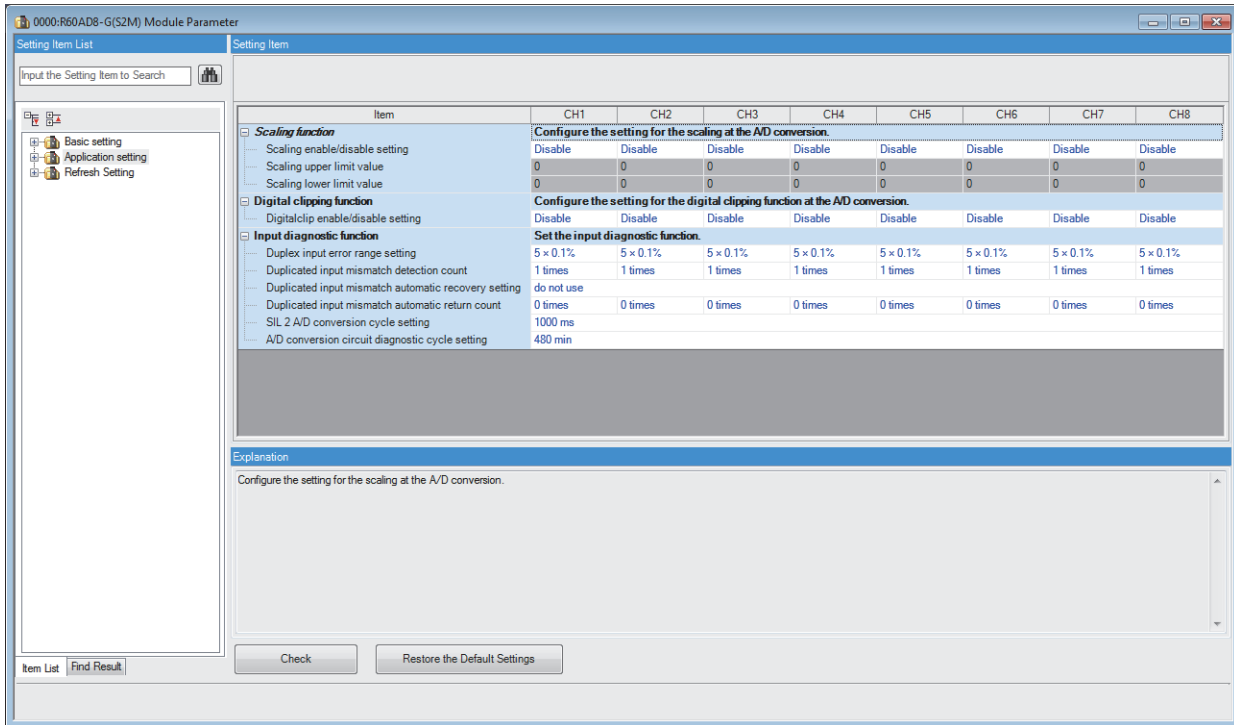 0000:R60AD8-G(S2M) Module Parameter
Setting Item List
Setting Item
Input the Setting Item to Search
Basic setting
Application setting
Refresh Setting
Item CH1 CH2 CH3 CH4 CH5 CH6 CH7 CH8
Scaling function Configure the setting for the scaling at the A/D conversion.
Scaling enable/disable setting Disable Disable Disable Disable Disable Disable Disable Disable
Scaling upper limit value 0 0 0 0 0 0 0 0
Scaling lower limit value 0 0 0 0 0 0 0 0
Digital clipping function Configure the setting for the digital clipping function at the A/D conversion.
Digitalclip enable/disable setting Disable Disable Disable Disable Disable Disable Disable Disable
Input diagnostic function Set the input diagnostic function.
Duplex input error range setting 5 × 0.1% 5 × 0.1% 5 × 0.1% 5 × 0.1% 5 × 0.1% 5 × 0.1% 5 × 0.1% 5 × 0.1%
Duplicated input mismatch detection count 1 times 1 times 1 times 1 times 1 times 1 times 1 times 1 times
Duplicated input mismatch automatic recovery setting do not use
Duplicated input mismatch automatic return count 0 times 0 times 0 times 0 times 0 times 0 times 0 times 0 times
SIL 2 A/D conversion cycle setting 1000 ms
A/D conversion circuit diagnostic cycle setting 480 min
Explanation
Configure the setting for the scaling at the A/D conversion.
Check
Restore the Default Settings
Item List
Find Result